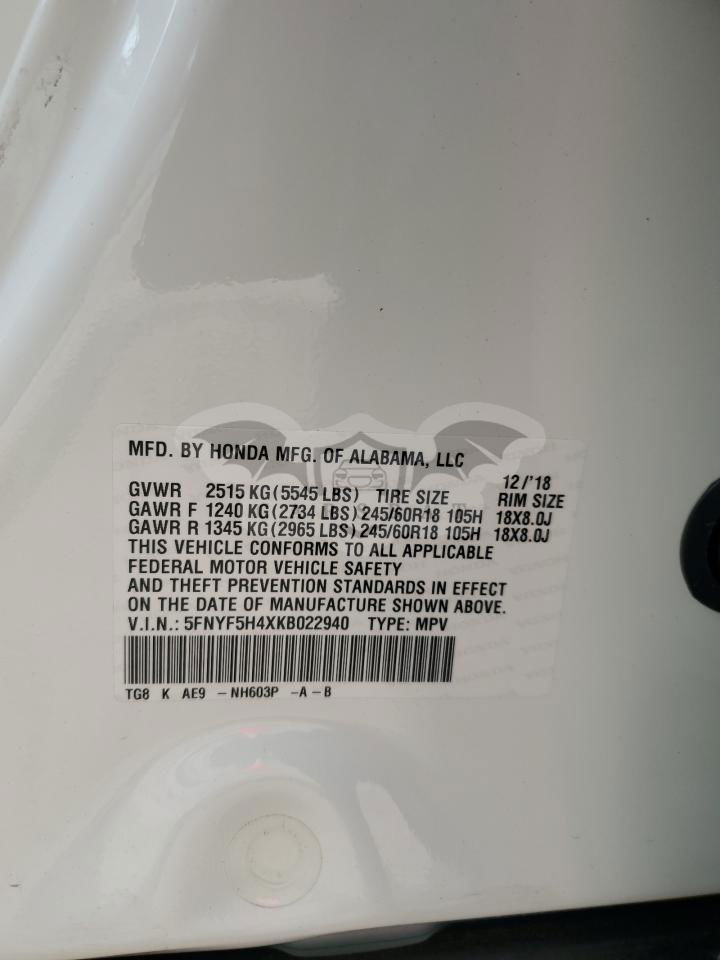 MFD. BY HONDA MFG. OF ALABAMA, LLC
12/'18
GVWR 2515 KG (5545 LBS) TIRE SIZE RIM SIZE
GAWR F 1240 KG (2734 LBS) 245/60R18 105H 18X8.0J
GAWR R 1345 KG (2965 LBS) 245/60R18 105H 18X8.0J
THIS VEHICLE CONFORMS TO ALL APPLICABLE
FEDERAL MOTOR VEHICLE SAFETY
AND THEFT PREVENTION STANDARDS IN EFFECT
ON THE DATE OF MANUFACTURE SHOWN ABOVE.
V.I.N.: 5FNYF5H4XKB022940 TYPE: MPV
TG8 K AE9 -NH603P -A-B